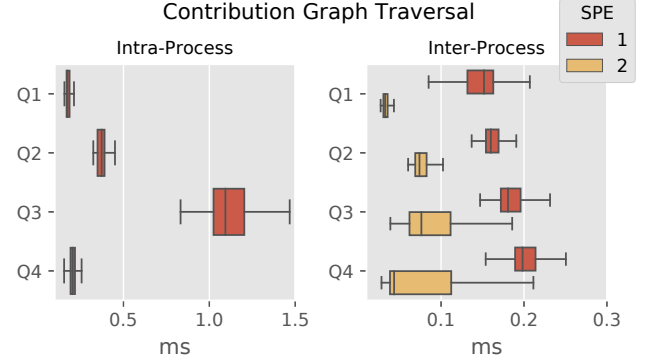 Contribution Graph Traversal
SPE
1
2
Intra-Process
Inter-Process
Q1
Q2
Q3
Q4
0.5
1.0
1.5
ms
Q1
Q2
Q3
Q4
0.1
0.2
0.3
ms